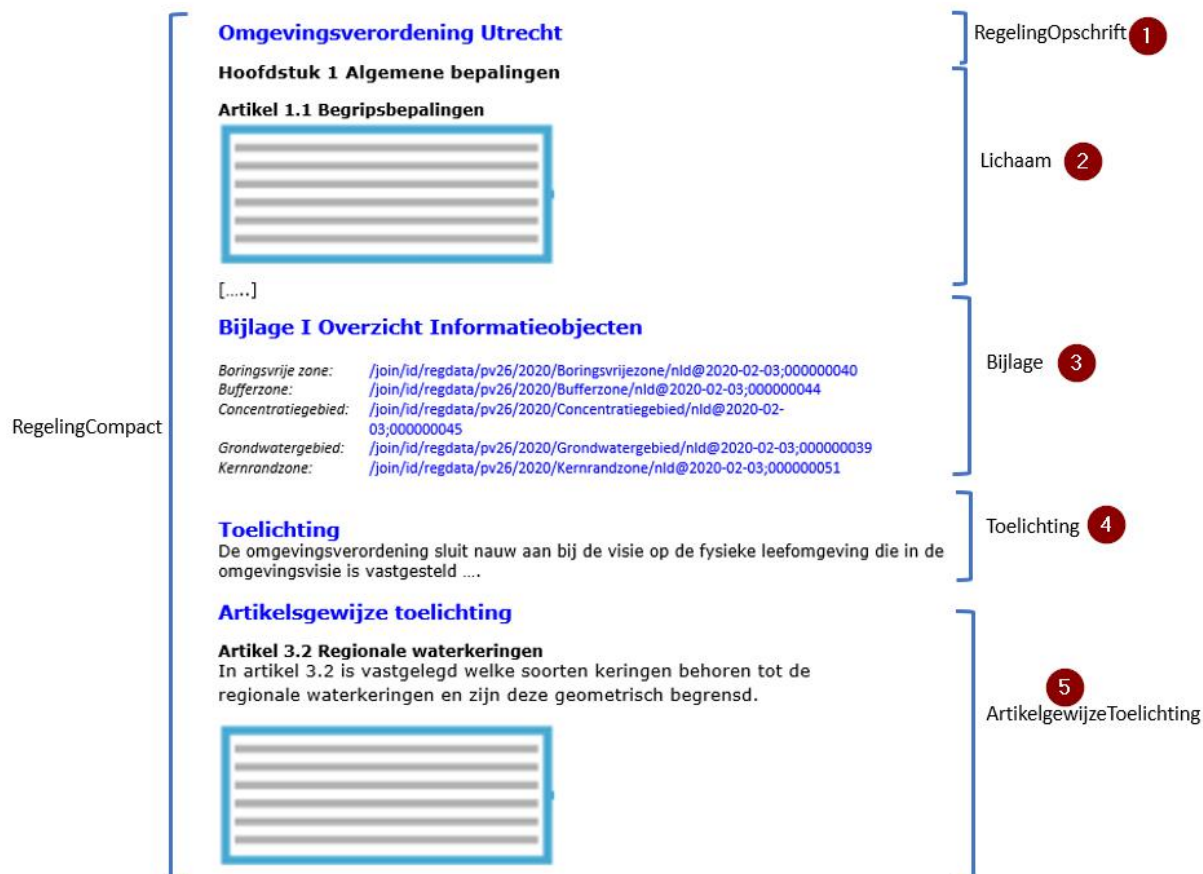 Omgevingsverordening Utrecht
RegelingOpschrift 1
Hoofdstuk 1 Algemene bepalingen
Artikel 1.1 Begripsbepalingen
Lichaam 2
[…..]
Bijlage I Overzicht Informatieobjecten
Bijlage 3
Boringsvrije zone: /join/id/regdata/pv26/2020/Boringsvrijezone/nld@2020-02-03;000000040
Bufferzone: /join/id/regdata/pv26/2020/Bufferzone/nld@2020-02-03;000000044
Concentratiegebied: /join/id/regdata/pv26/2020/Concentratiegebied/nld@2020-02-
03;000000045
RegelingCompact
Grondwatergebied: /join/id/regdata/pv26/2020/Grondwatergebied/nld@2020-02-03;000000039
Kernrandzone: /join/id/regdata/pv26/2020/Kernrandzone/nld@2020-02-03;000000051
Toelichting
Toelichting 4
De omgevingsverordening sluit nauw aan bij de visie op de fysieke leefomgeving die in de
omgevingsvisie is vastgesteld ....
Artikelsgewijze toelichting
Artikel 3.2 Regionale waterkeringen
In artikel 3.2 is vastgelegd welke soorten keringen behoren tot de
regionale waterkeringen en zijn deze geometrisch begrensd.
5
ArtikelgewijzeToelichting